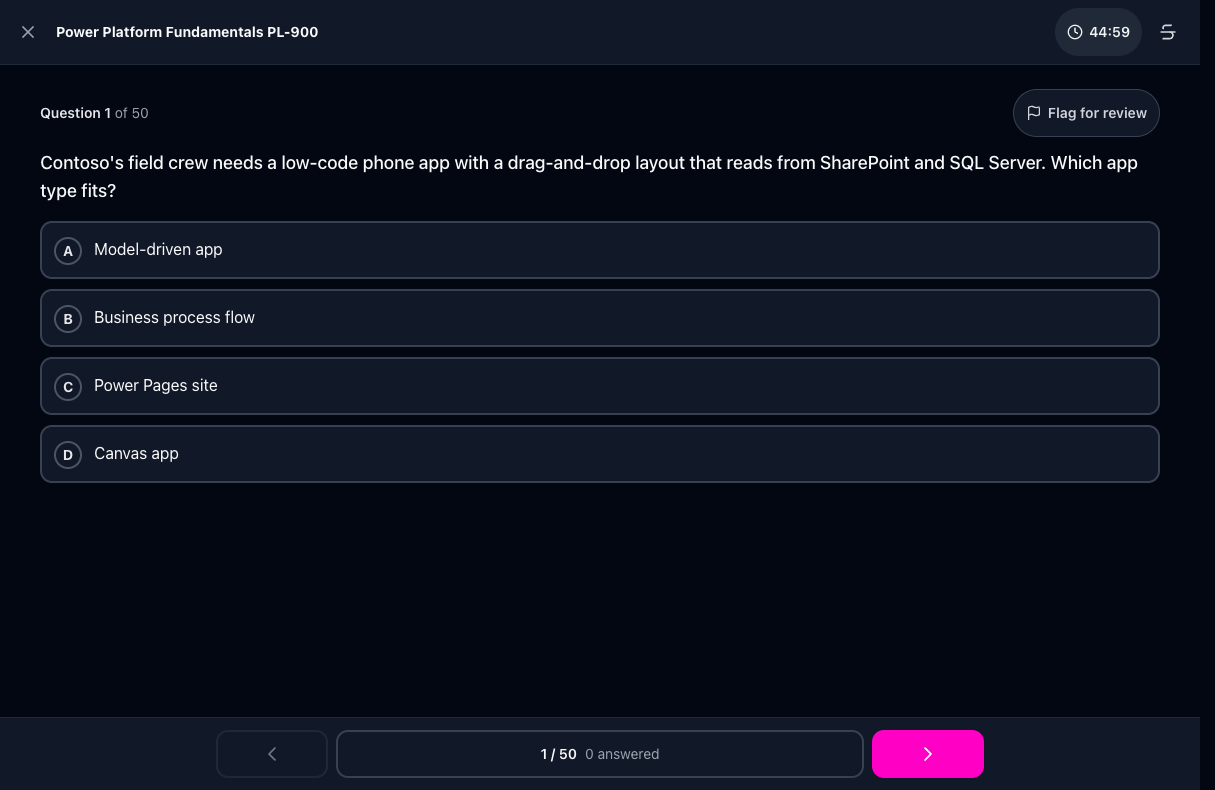 Power Platform Fundamentals PL-900
44:59
Question 1 of 50
Flag for review
Contoso's field crew needs a low-code phone app with a drag-and-drop layout that reads from SharePoint and SQL Server. Which app
type fits?
A Model-driven app
B Business process flow
C Power Pages site
D Canvas app
1 / 50 0 answered